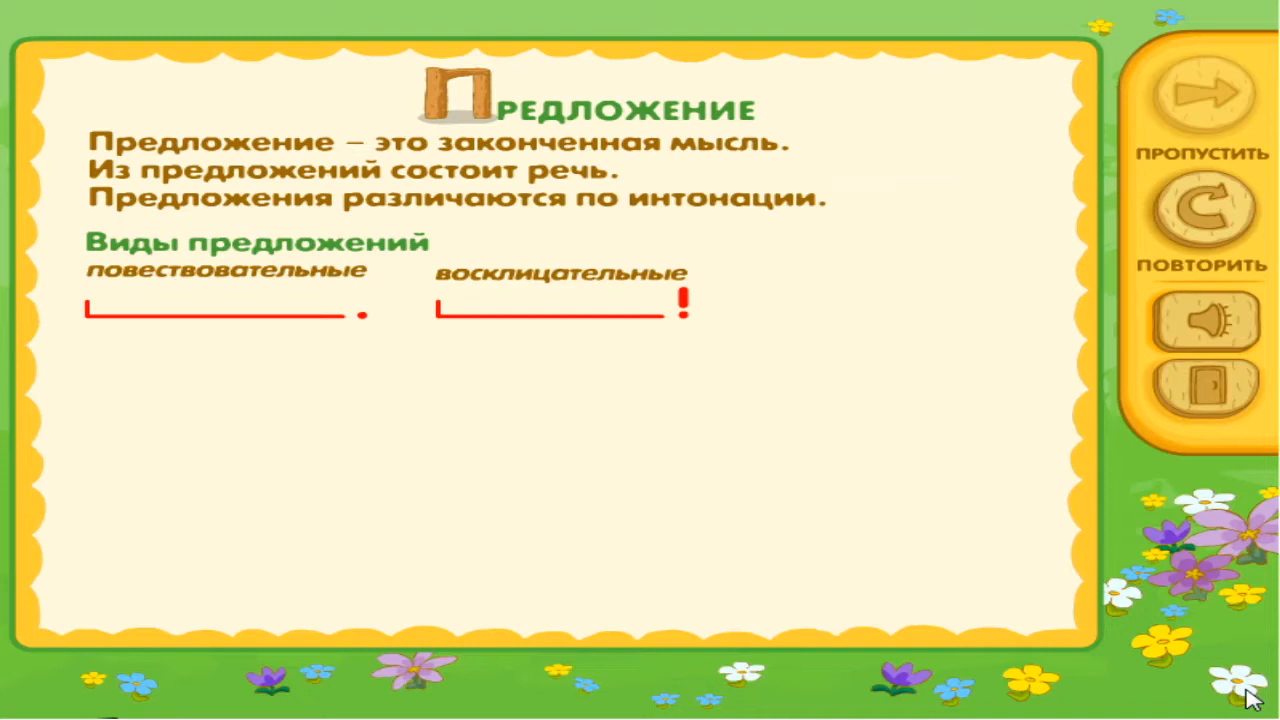 ПРЕДЛОЖЕНИЕ
Предложение – это законченная мысль.
Из предложений состоит речь.
Предложения различаются по интонации.
Виды предложений
повествовательные восклицательные
. !
ПРОПУСТИТЬ
ПОВТОРИТЬ